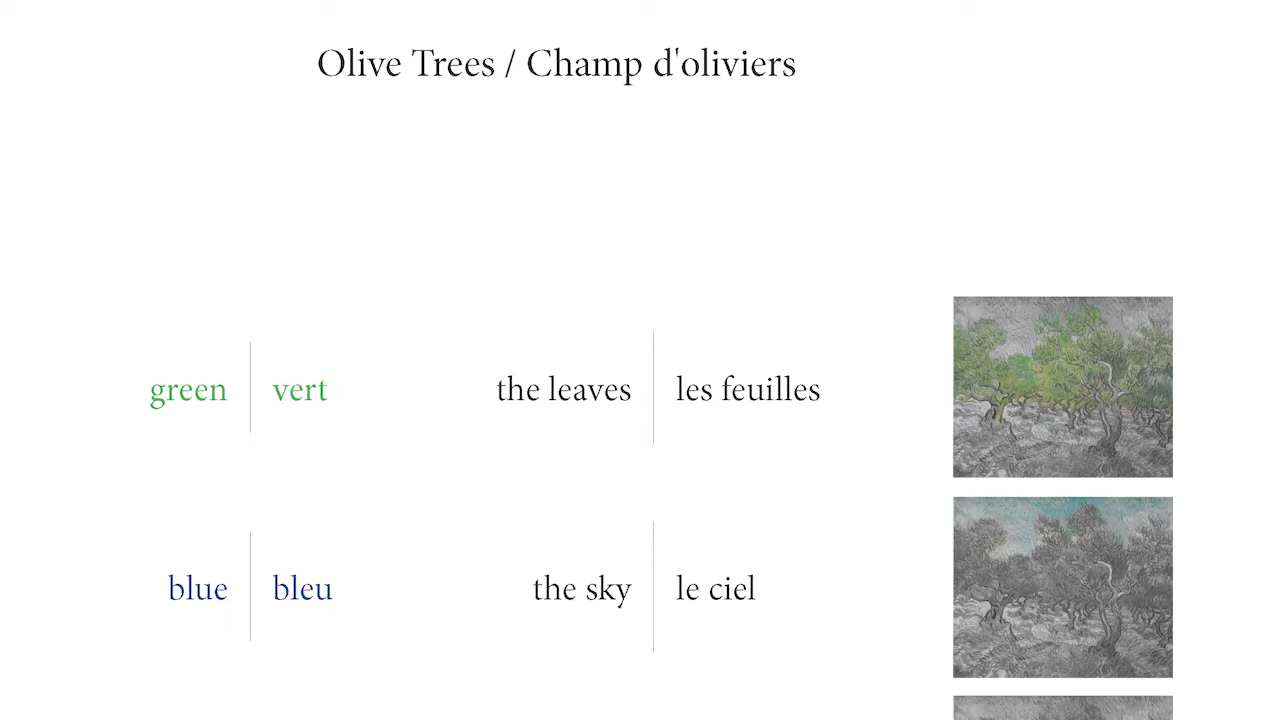 Olive Trees / Champ d'oliviers
green vert the leaves les feuilles
blue bleu the sky le ciel